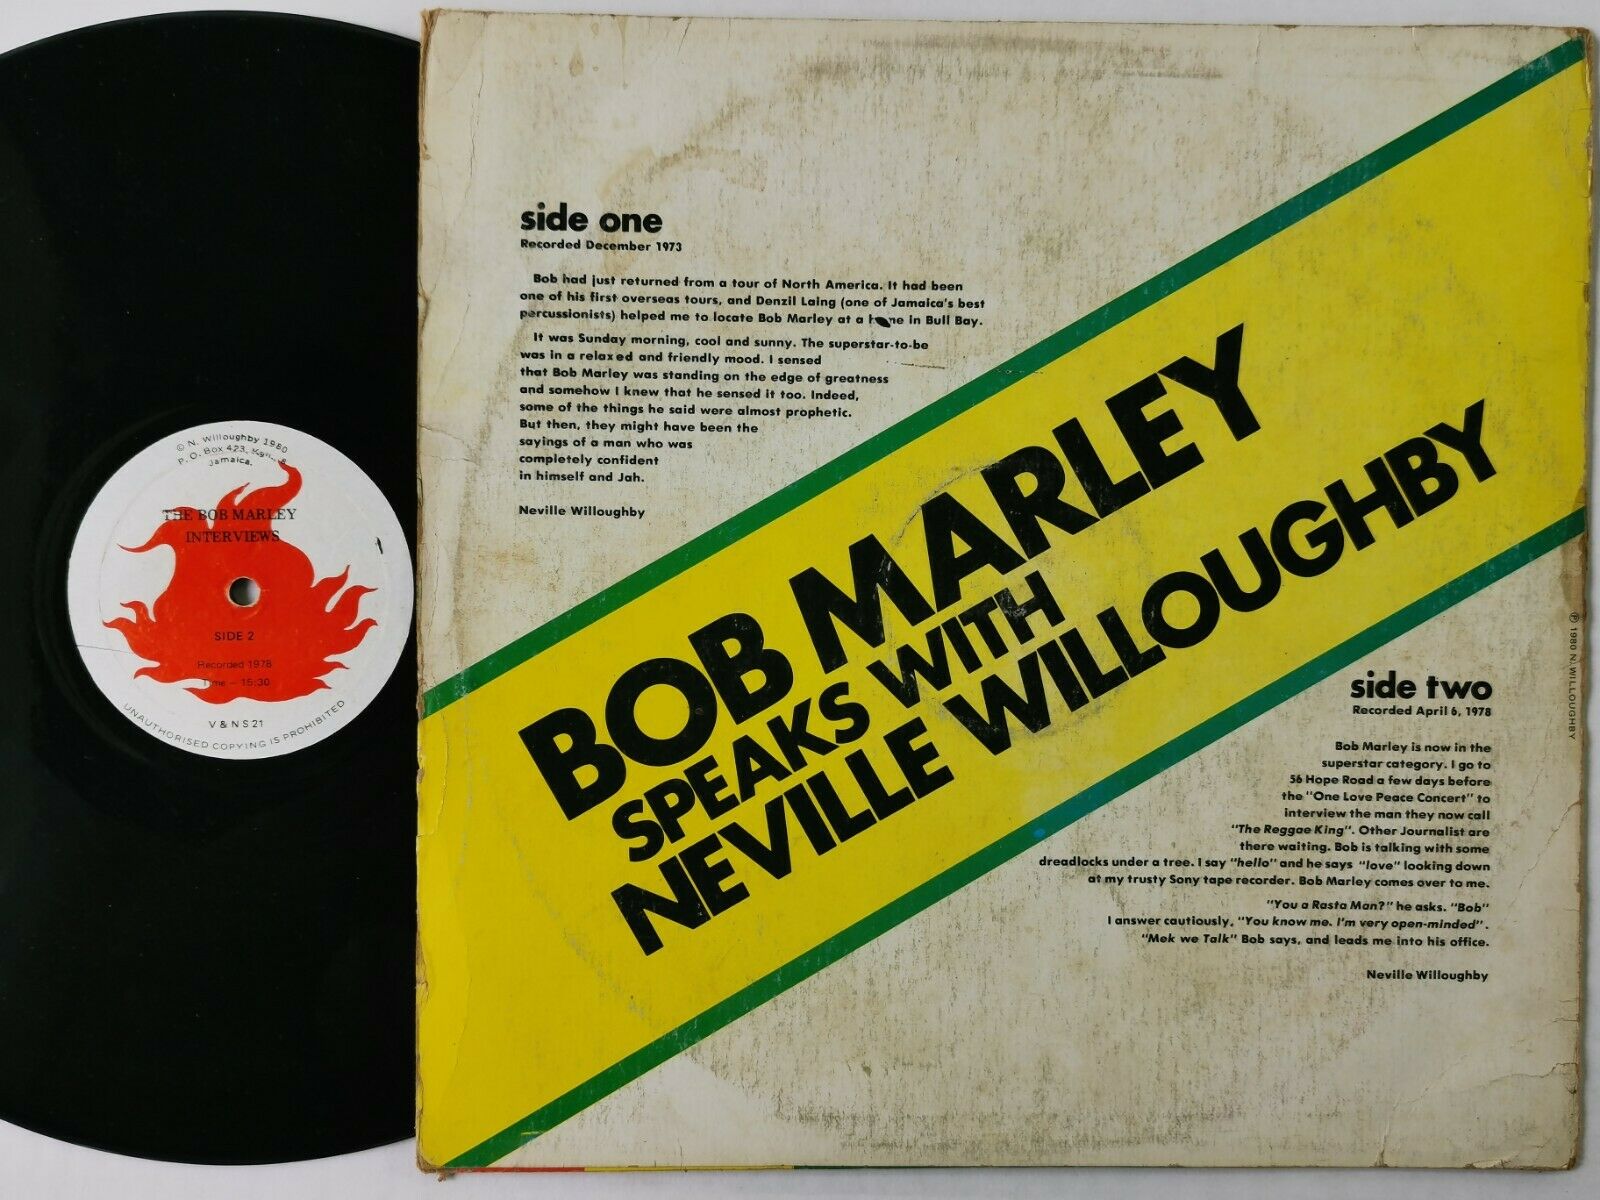 © N. Willoughby 1980
P.O. Box 423,
Jamaica.
THE BOB MARLEY
INTERVIEWS
SIDE 2
Recorded 1978
Time – 15:30
V & N S 21
UNAUTHORISED COPYING IS PROHIBITED
side one
Recorded December 1973
Bob had just returned from a tour of North America. It had been
one of his first overseas tours, and Denzil Laing (one of Jamaica's best
percussionists) helped me to locate Bob Marley at a in Bull Bay.
It was Sunday morning, cool and sunny. The superstar-to-be
was in a relaxed and friendly mood. I sensed
that Bob Marley was standing on the edge of greatness
and somehow I knew that he sensed it too. Indeed,
some of the things he said were almost prophetic.
But then, they might have been the
sayings of a man who was
completely confident
in himself and Jah.
Neville Willoughby
BOB MARLEY
SPEAKS WITH
NEVILLE WILLOUGHBY
side two
Recorded April 6, 1978
Bob Marley is now in the
superstar category. I go to
56 Hope Road a few days before
the "One Love Peace Concert" to
interview the man they now call
"The Reggae King". Other Journalist are
there waiting. Bob is talking with some
dreadlocks under a tree. I say "hello" and he says "love" looking down
at my trusty Sony tape recorder. Bob Marley comes over to me.
"You a Rasta Man?" he asks. "Bob"
I answer cautiously, "You know me. I'm very open-minded".
"Mek we Talk" Bob says, and leads me into his office.
Neville Willoughby
℗ 1980 N. WILLOUGHBY